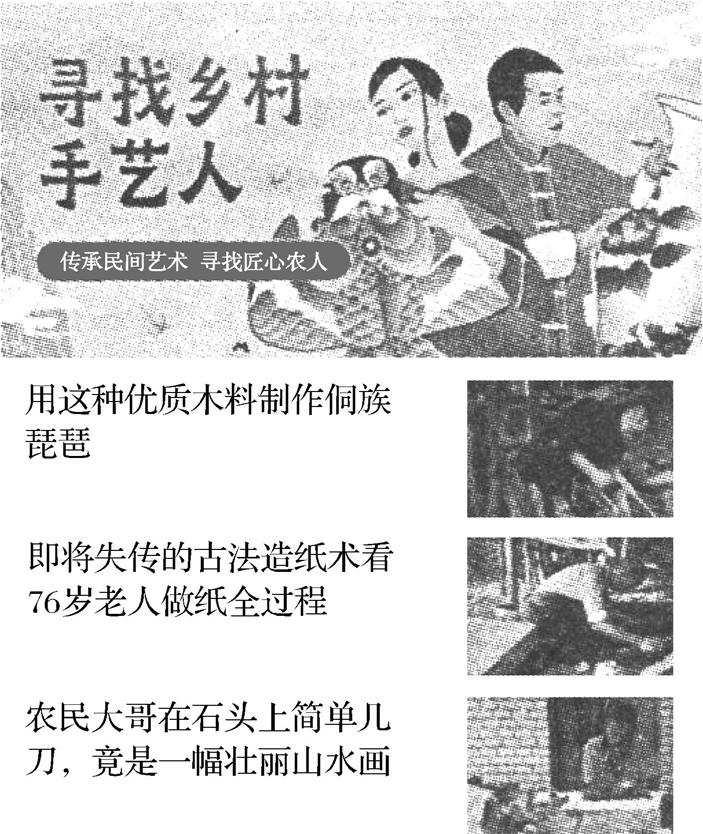 寻找乡村
手艺人
传承民间艺术 寻找匠心农人
用这种优质木料制作侗族
琵琶
即将失传的古法造纸术看
76岁老人做纸全过程
农民大哥在石头上简单几
刀，竟是一幅壮丽山水画